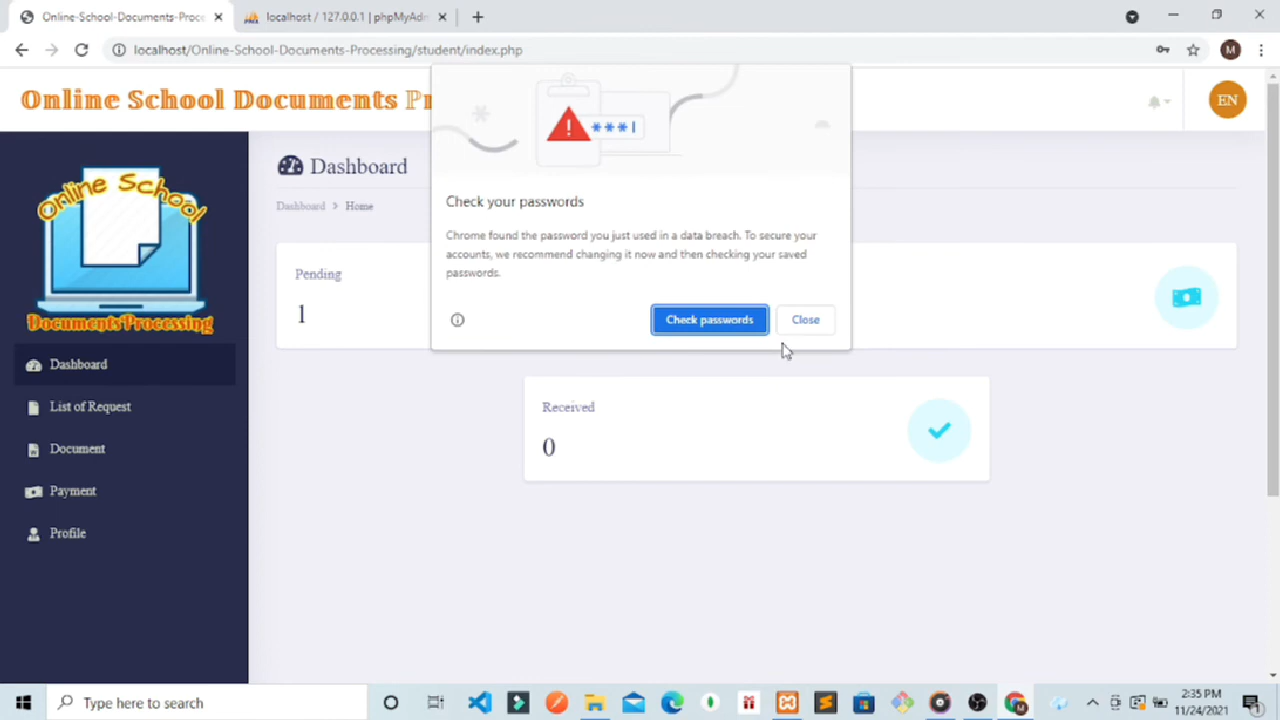 Online-School-Documents-Proce
localhost / 127.0.0.1 | phpMyAdm
localhost/Online-School-Documents-Processing/student/index.php
M
Online School Documents Pr
EN
Online School
DocumentsProcessing
Dashboard
List of Request
Document
Payment
Profile
Dashboard
Dashboard > Home
Pending
1
***|
Check your passwords
Chrome found the password you just used in a data breach. To secure your
accounts, we recommend changing it now and then checking your saved
passwords.
Check passwords
Close
Received
0
Type here to search
2:35 PM
11/24/2021